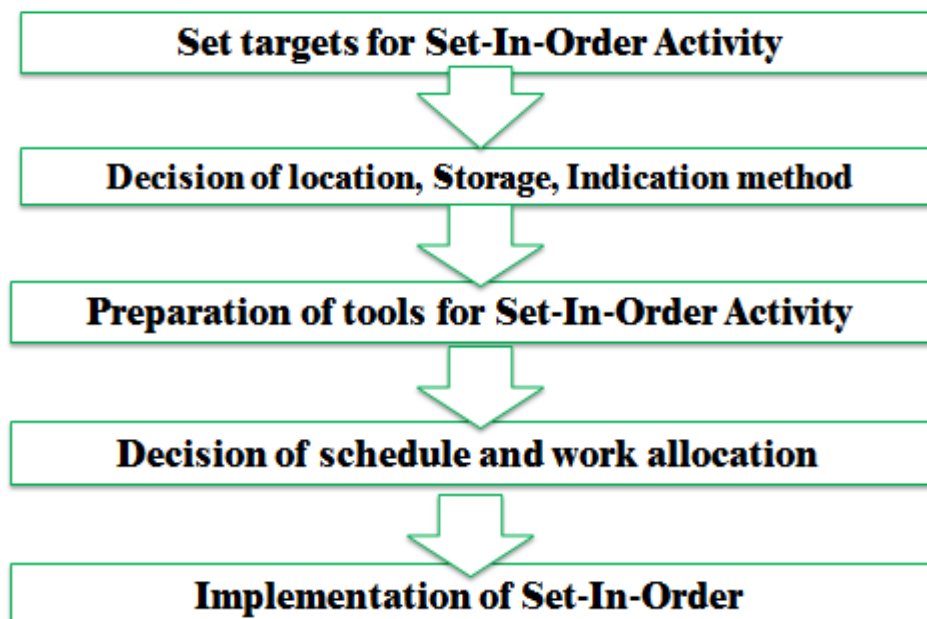 Set targets for Set-In-Order Activity
Decision of location, Storage, Indication method
Preparation of tools for Set-In-Order Activity
Decision of schedule and work allocation
Implementation of Set-In-Order